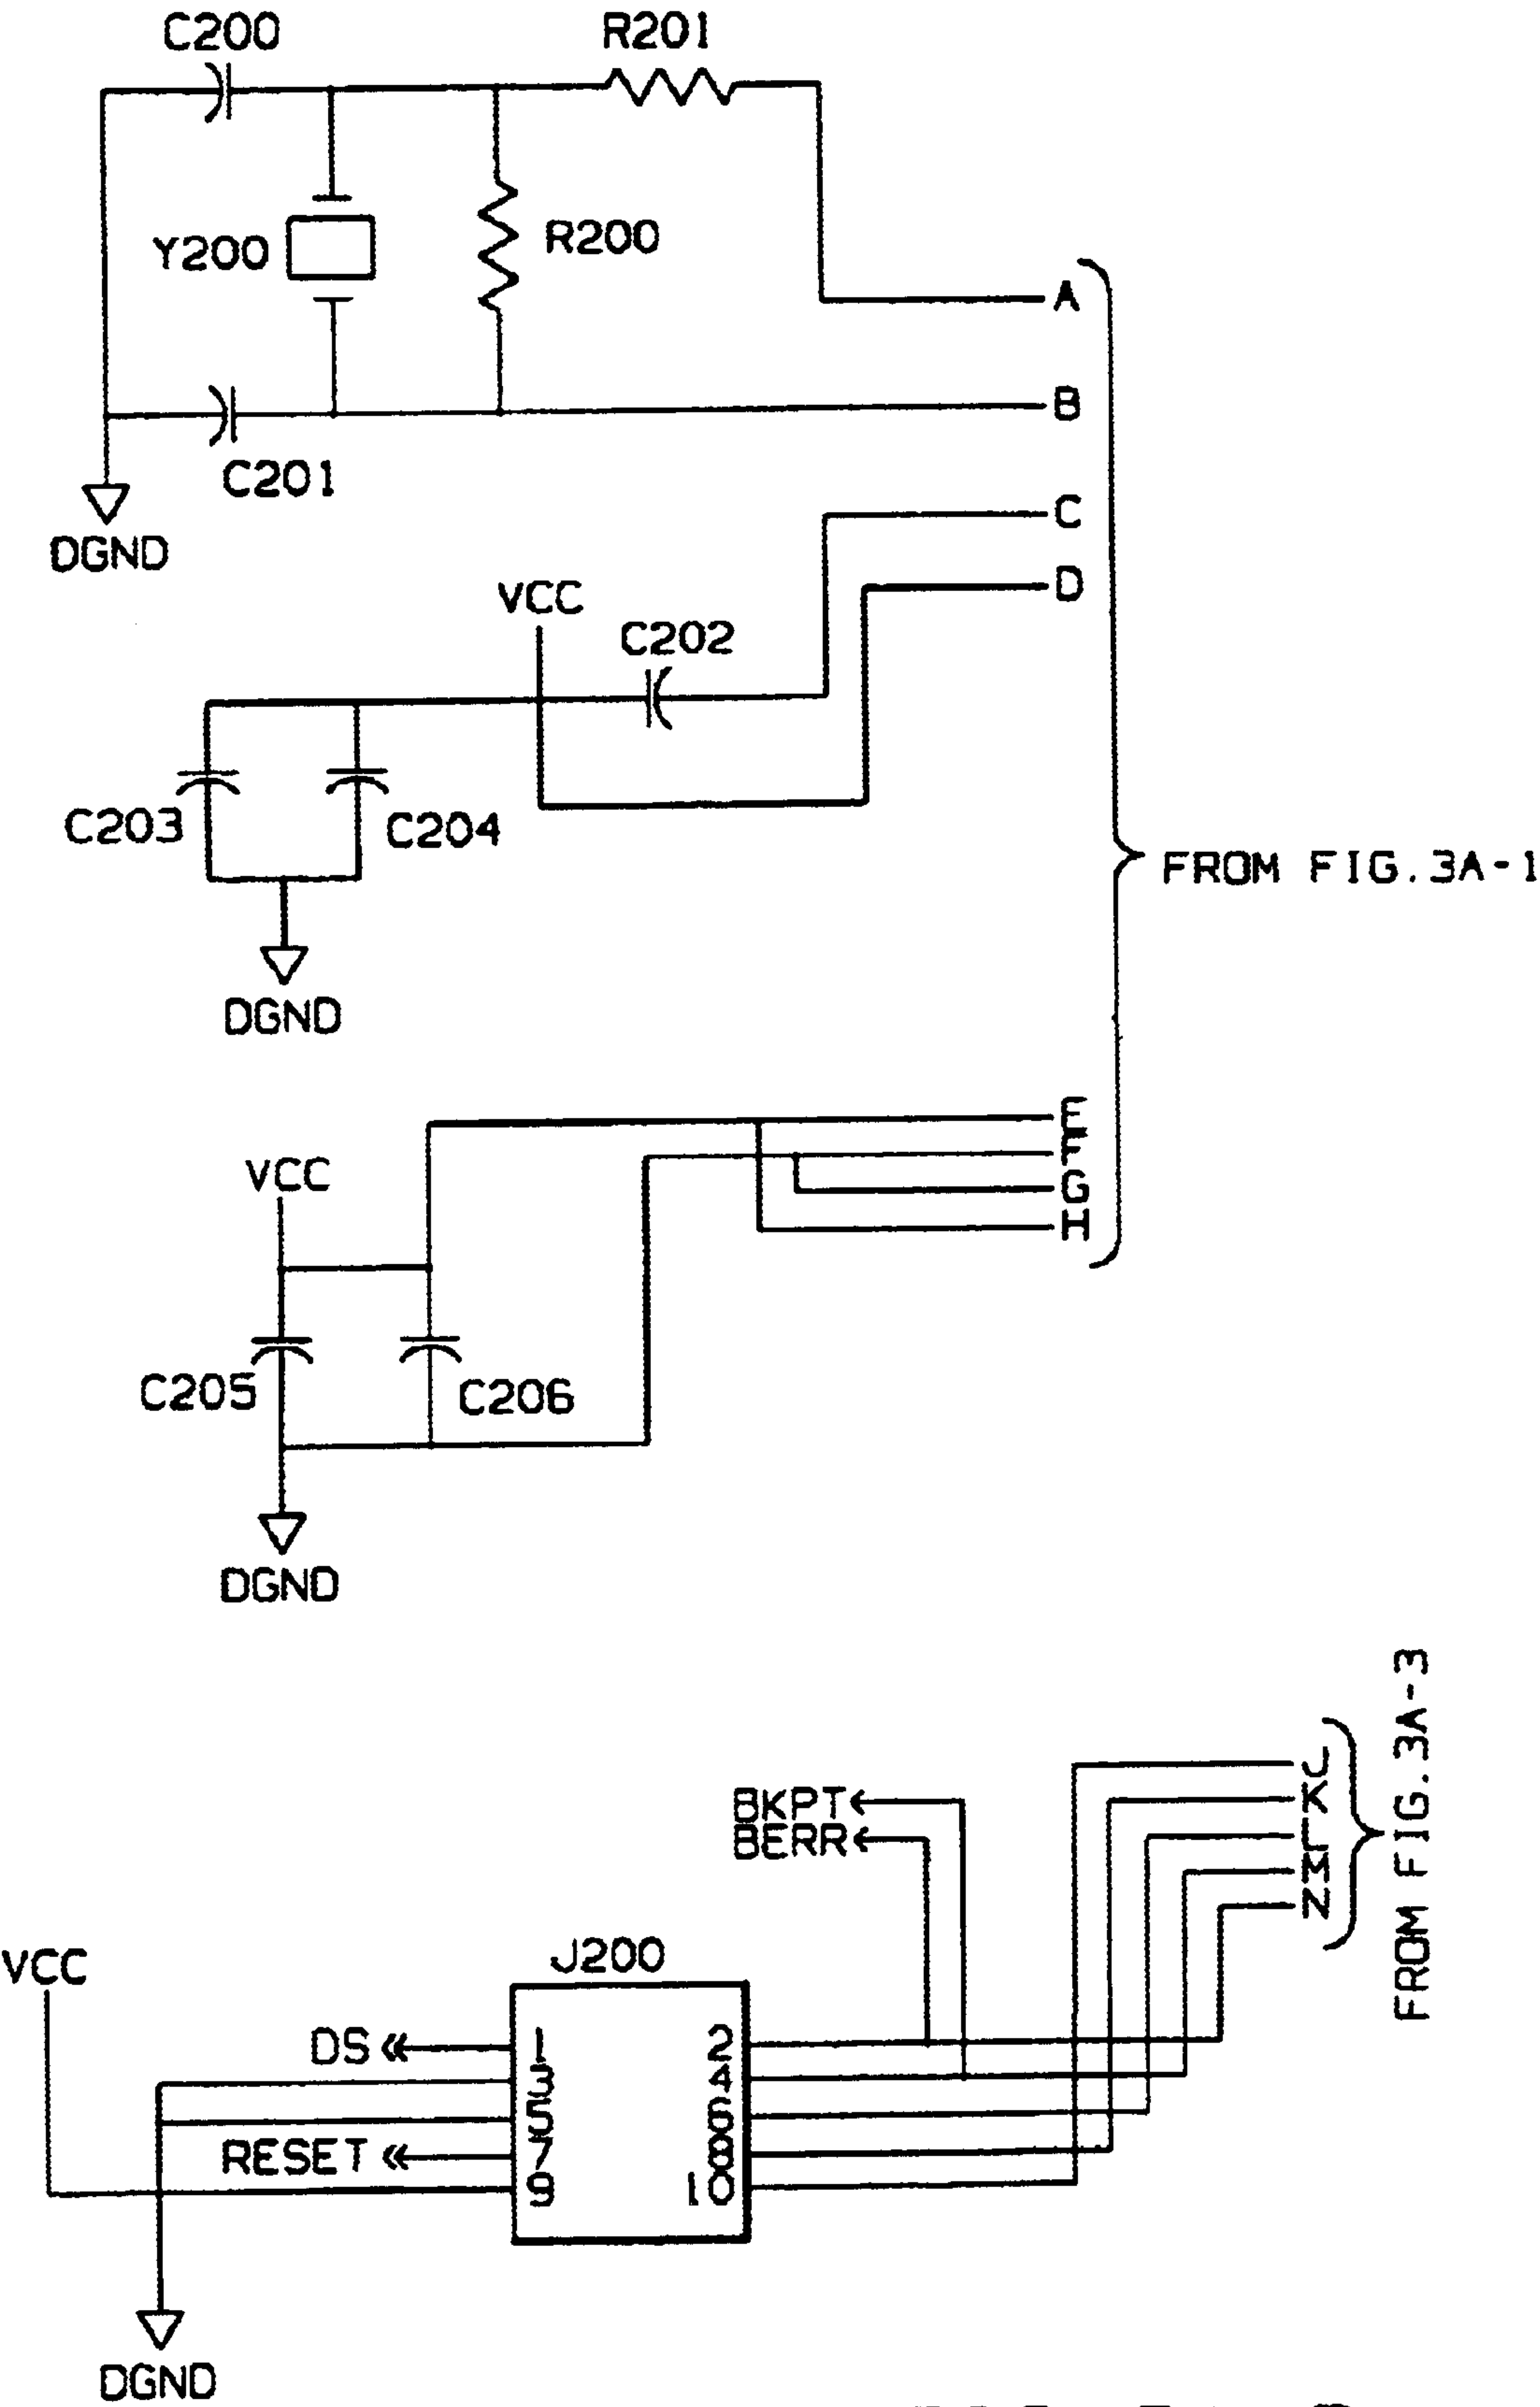 C200
R201
Y200
R200
A
B
C201
DGND
C
D
VCC
C202
C203
C204
FROM FIG.3A-1
DGND
E
F
G
H
VCC
C205
C206
DGND
FROM FIG.3A-3
J
K
L
M
N
BKPT
BERR
VCC
J200
DS
1 2
3 4
5 6
RESET
7 8
9 10
DGND